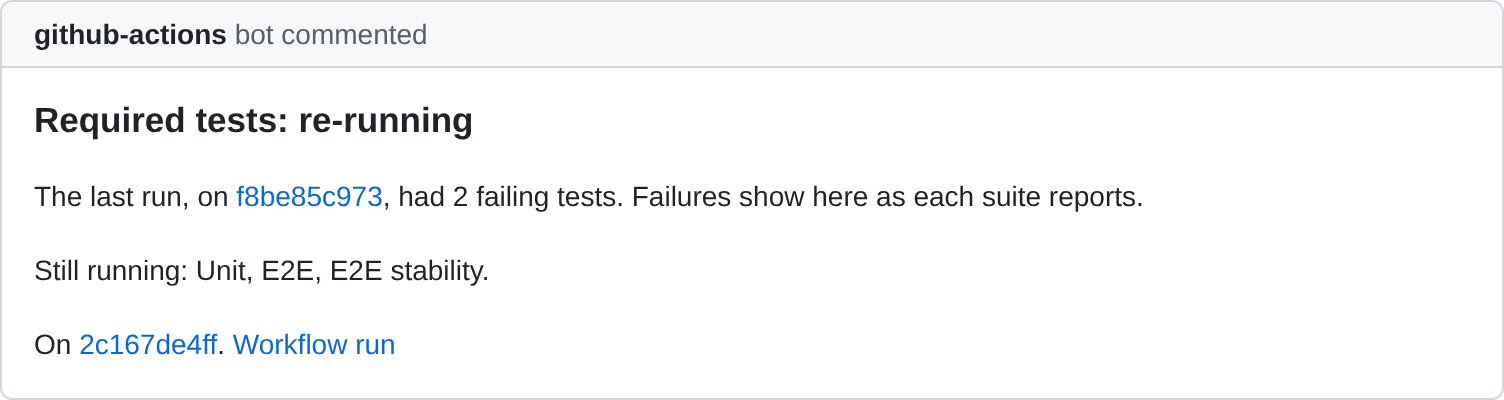 github-actions bot commented
Required tests: re-running
The last run, on f8be85c973, had 2 failing tests. Failures show here as each suite reports.
Still running: Unit, E2E, E2E stability.
On 2c167de4ff. Workflow run